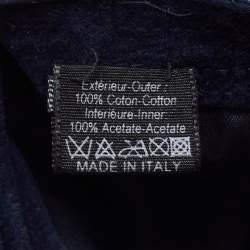 Extérieur-Outer :
100% Coton-Cotton
Intérieure-Inner:
100% Acetate-Acetate
MADE IN ITALY